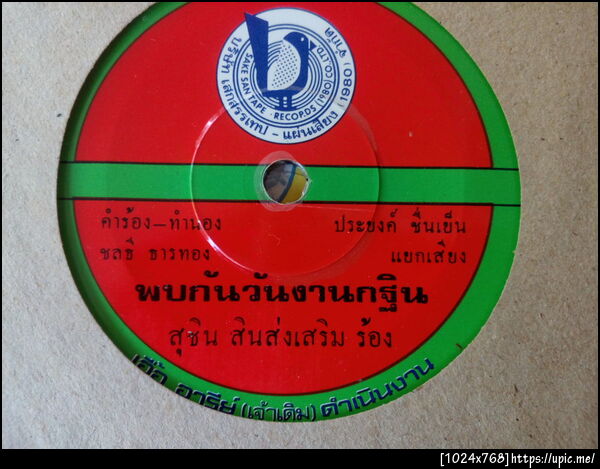 บริษัท เสกสรรเทป - แผ่นเสียง (1980) จำกัด
SAKE SAN TAPE · RECORDS (1980) CO., LTD.
คำร้อง-ทำนอง ประยงค์ ชื่นเย็น
ชลธี ธารทอง แยกเสียง
พบกันวันงานกฐิน
สุชิน สินส่งเสริม ร้อง
อารีย์ (เจ้าเดิม) ดำเนินงาน
[1024x768]https://upic.me/